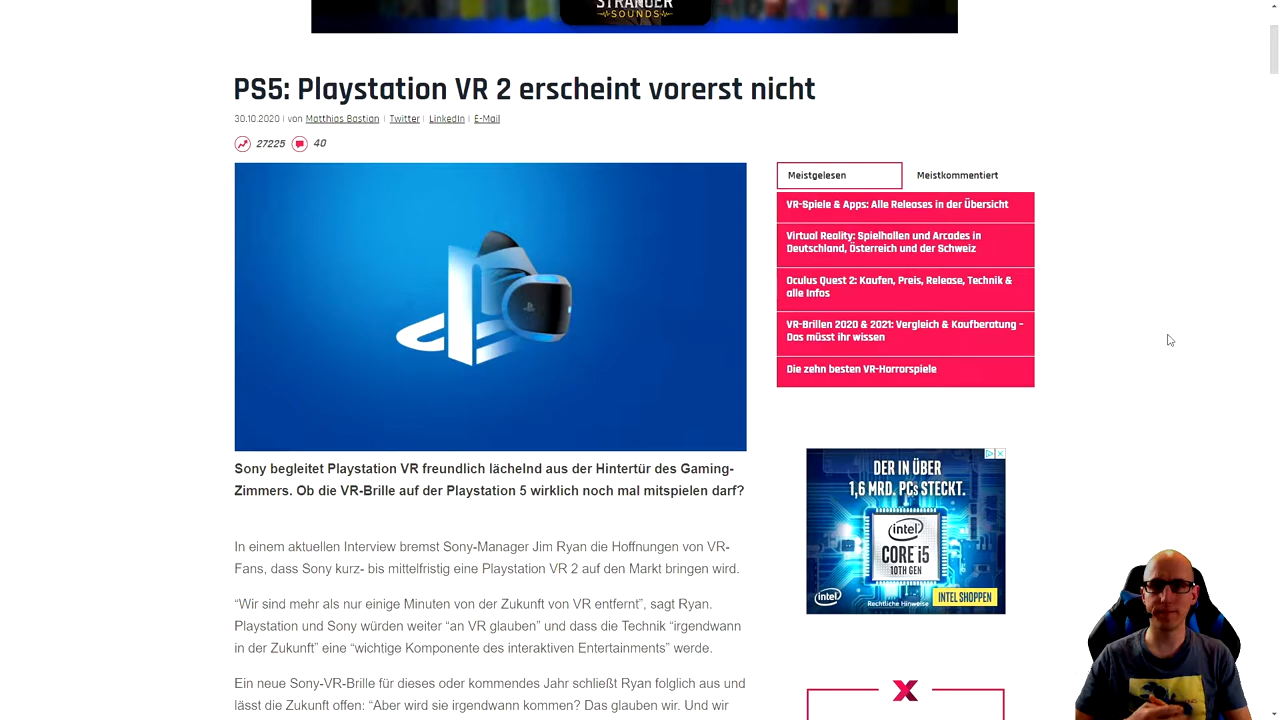 STRANGER
SOUNDS
PS5: Playstation VR 2 erscheint vorerst nicht
30.10.2020 | von Matthias Bastian | Twitter | LinkedIn | E-Mail
27225 40
Meistgelesen
Meistkommentiert
VR-Spiele & Apps: Alle Releases in der Übersicht
Virtual Reality: Spielhallen und Arcades in
Deutschland, Österreich und der Schweiz
Oculus Quest 2: Kaufen, Preis, Release, Technik &
alle Infos
VR-Brillen 2020 & 2021: Vergleich & Kaufberatung –
Das müsst ihr wissen
Die zehn besten VR-Horrorspiele
Sony begleitet Playstation VR freundlich lächelnd aus der Hintertür des Gaming-
Zimmers. Ob die VR-Brille auf der Playstation 5 wirklich noch mal mitspielen darf?
In einem aktuellen Interview bremst Sony-Manager Jim Ryan die Hoffnungen von VR-
Fans, dass Sony kurz- bis mittelfristig eine Playstation VR 2 auf den Markt bringen wird.
“Wir sind mehr als nur einige Minuten von der Zukunft von VR entfernt”, sagt Ryan.
Playstation und Sony würden weiter “an VR glauben” und dass die Technik “irgendwann
in der Zukunft” eine “wichtige Komponente des interaktiven Entertainments” werde.
Ein neue Sony-VR-Brille für dieses oder kommendes Jahr schließt Ryan folglich aus und
lässt die Zukunft offen: “Aber wird sie irgendwann kommen? Das glauben wir. Und wir
DER IN ÜBER
1,6 MRD. PCs STECKT.
intel
CORE i5
10TH GEN
intel
Rechtliche Hinweise
INTEL SHOPPEN